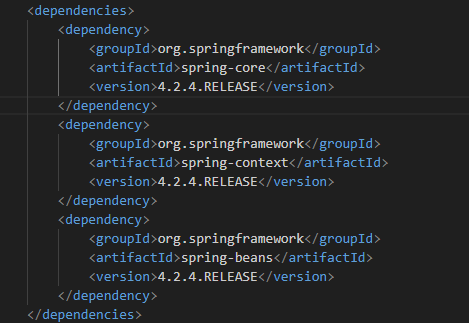 <dependencies>
<dependency>
<groupId>org.springframework</groupId>
<artifactId>spring-core</artifactId>
<version>4.2.4.RELEASE</version>
</dependency>
<dependency>
<groupId>org.springframework</groupId>
<artifactId>spring-context</artifactId>
<version>4.2.4.RELEASE</version>
</dependency>
<dependency>
<groupId>org.springframework</groupId>
<artifactId>spring-beans</artifactId>
<version>4.2.4.RELEASE</version>
</dependency>
</dependencies>